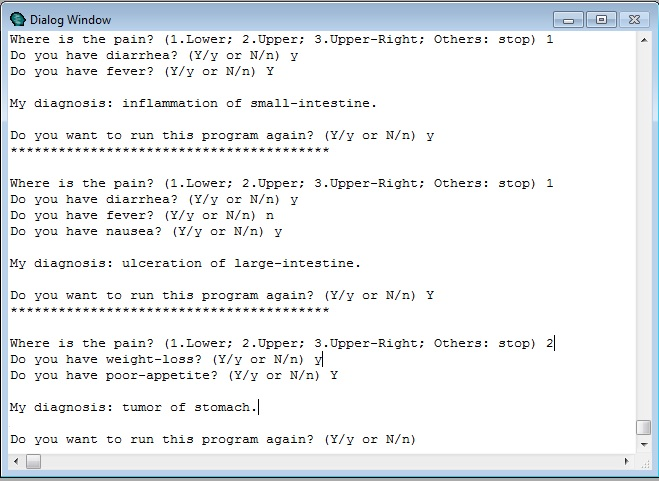 Dialog Window
Where is the pain? (1.Lower; 2.Upper; 3.Upper-Right; Others: stop) 1
Do you have diarrhea? (Y/y or N/n) y
Do you have fever? (Y/y or N/n) Y
My diagnosis: inflammation of small-intestine.
Do you want to run this program again? (Y/y or N/n) y
****************************************
Where is the pain? (1.Lower; 2.Upper; 3.Upper-Right; Others: stop) 1
Do you have diarrhea? (Y/y or N/n) y
Do you have fever? (Y/y or N/n) n
Do you have nausea? (Y/y or N/n) y
My diagnosis: ulceration of large-intestine.
Do you want to run this program again? (Y/y or N/n) Y
****************************************
Where is the pain? (1.Lower; 2.Upper; 3.Upper-Right; Others: stop) 2
Do you have weight-loss? (Y/y or N/n) y
Do you have poor-appetite? (Y/y or N/n) Y
My diagnosis: tumor of stomach.
Do you want to run this program again? (Y/y or N/n)